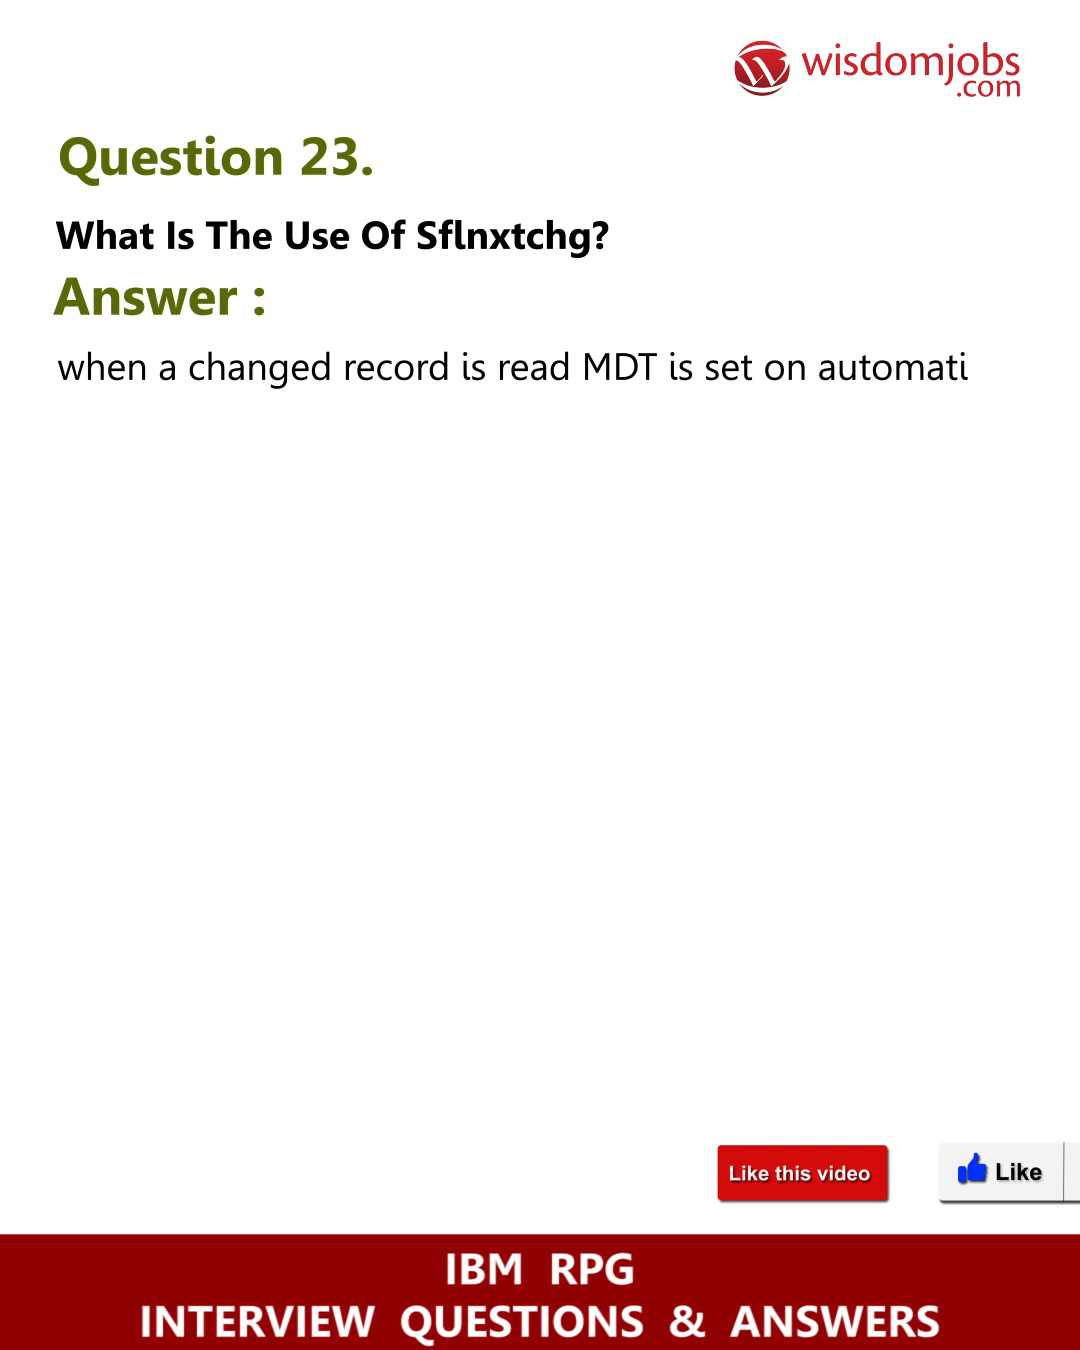 wisdomjobs
.com
Question 23.
What Is The Use Of Sflnxtchg?
Answer :
when a changed record is read MDT is set on automati
Like this video
Like
IBM RPG
INTERVIEW QUESTIONS & ANSWERS